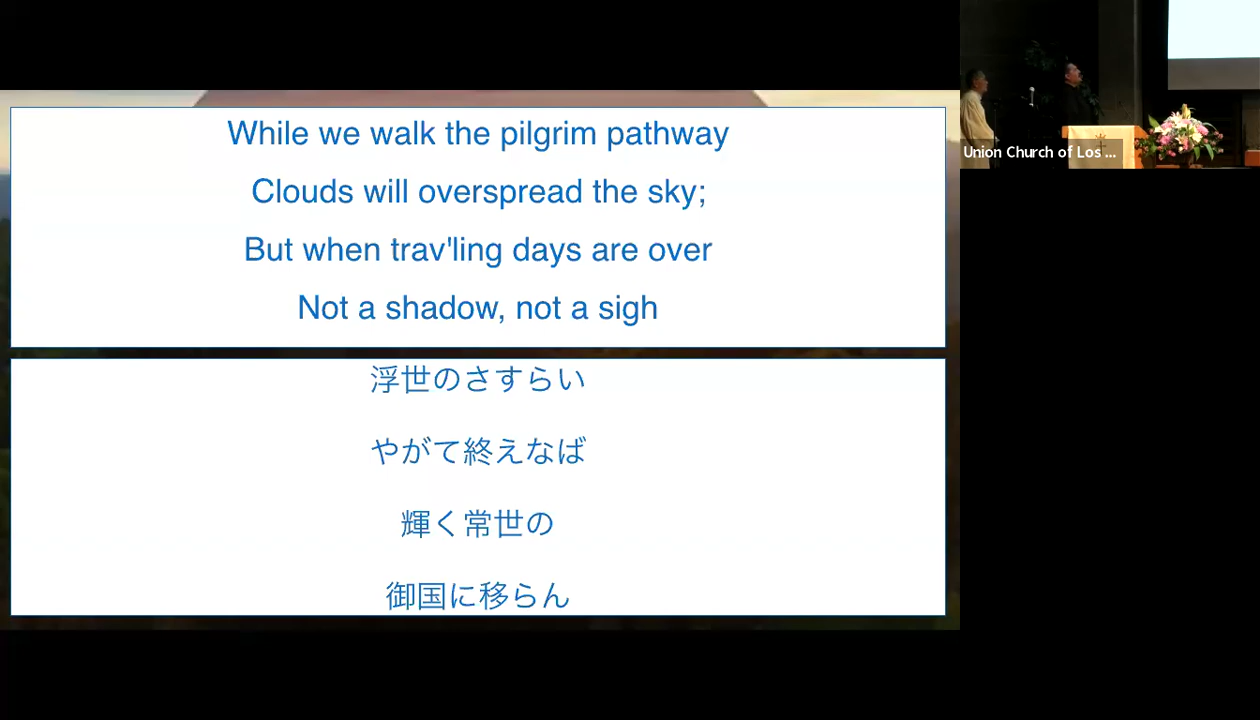 While we walk the pilgrim pathway
Clouds will overspread the sky;
But when trav'ling days are over
Not a shadow, not a sigh
浮世のさすらい
やがて終えなば
輝く常世の
御国に移らん
Union Church of Los ...